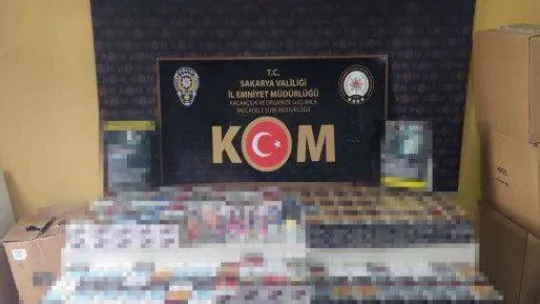 T.C.
SAKARYA VALİLİĞİ
İL EMNİYET MÜDÜRLÜĞÜ
KAÇAKÇILIK VE ORGANİZE SUÇLARLA
MÜCADELE ŞUBE MÜDÜRLÜĞÜ
KOM